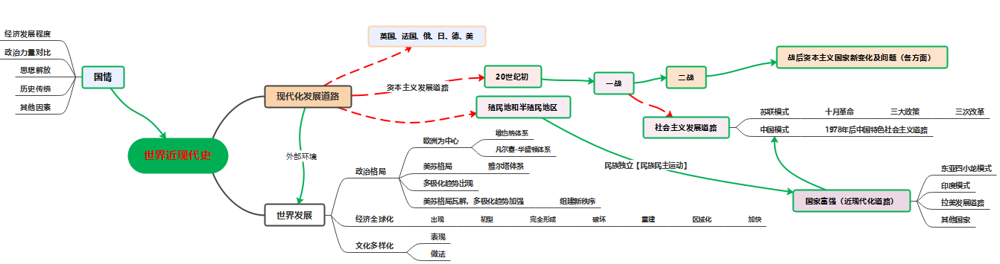 世界近现代史
国情
经济发展程度
政治力量对比
思想解放
历史传统
其他因素
现代化发展道路
英国、法国、俄、日、德、美
资本主义发展道路
20世纪初
一战
二战
战后资本主义国家新变化及问题（各方面）
殖民地和半殖民地区
社会主义发展道路
苏联模式
十月革命
三大政策
三次改革
中国模式
1978年后中国特色社会主义道路
民族独立【民族民主运动】
国家富强（近现代化道路）
东亚四小龙模式
印度模式
拉美发展道路
其他国家
外部环境
世界发展
政治格局
欧洲为中心
维也纳体系
凡尔赛-华盛顿体系
美苏格局
雅尔塔体系
多极化趋势出现
美苏格局瓦解，多极化趋势加强
组建新秩序
经济全球化
出现
初型
完全形成
破坏
重建
区域化
加快
文化多样化
表现
做法